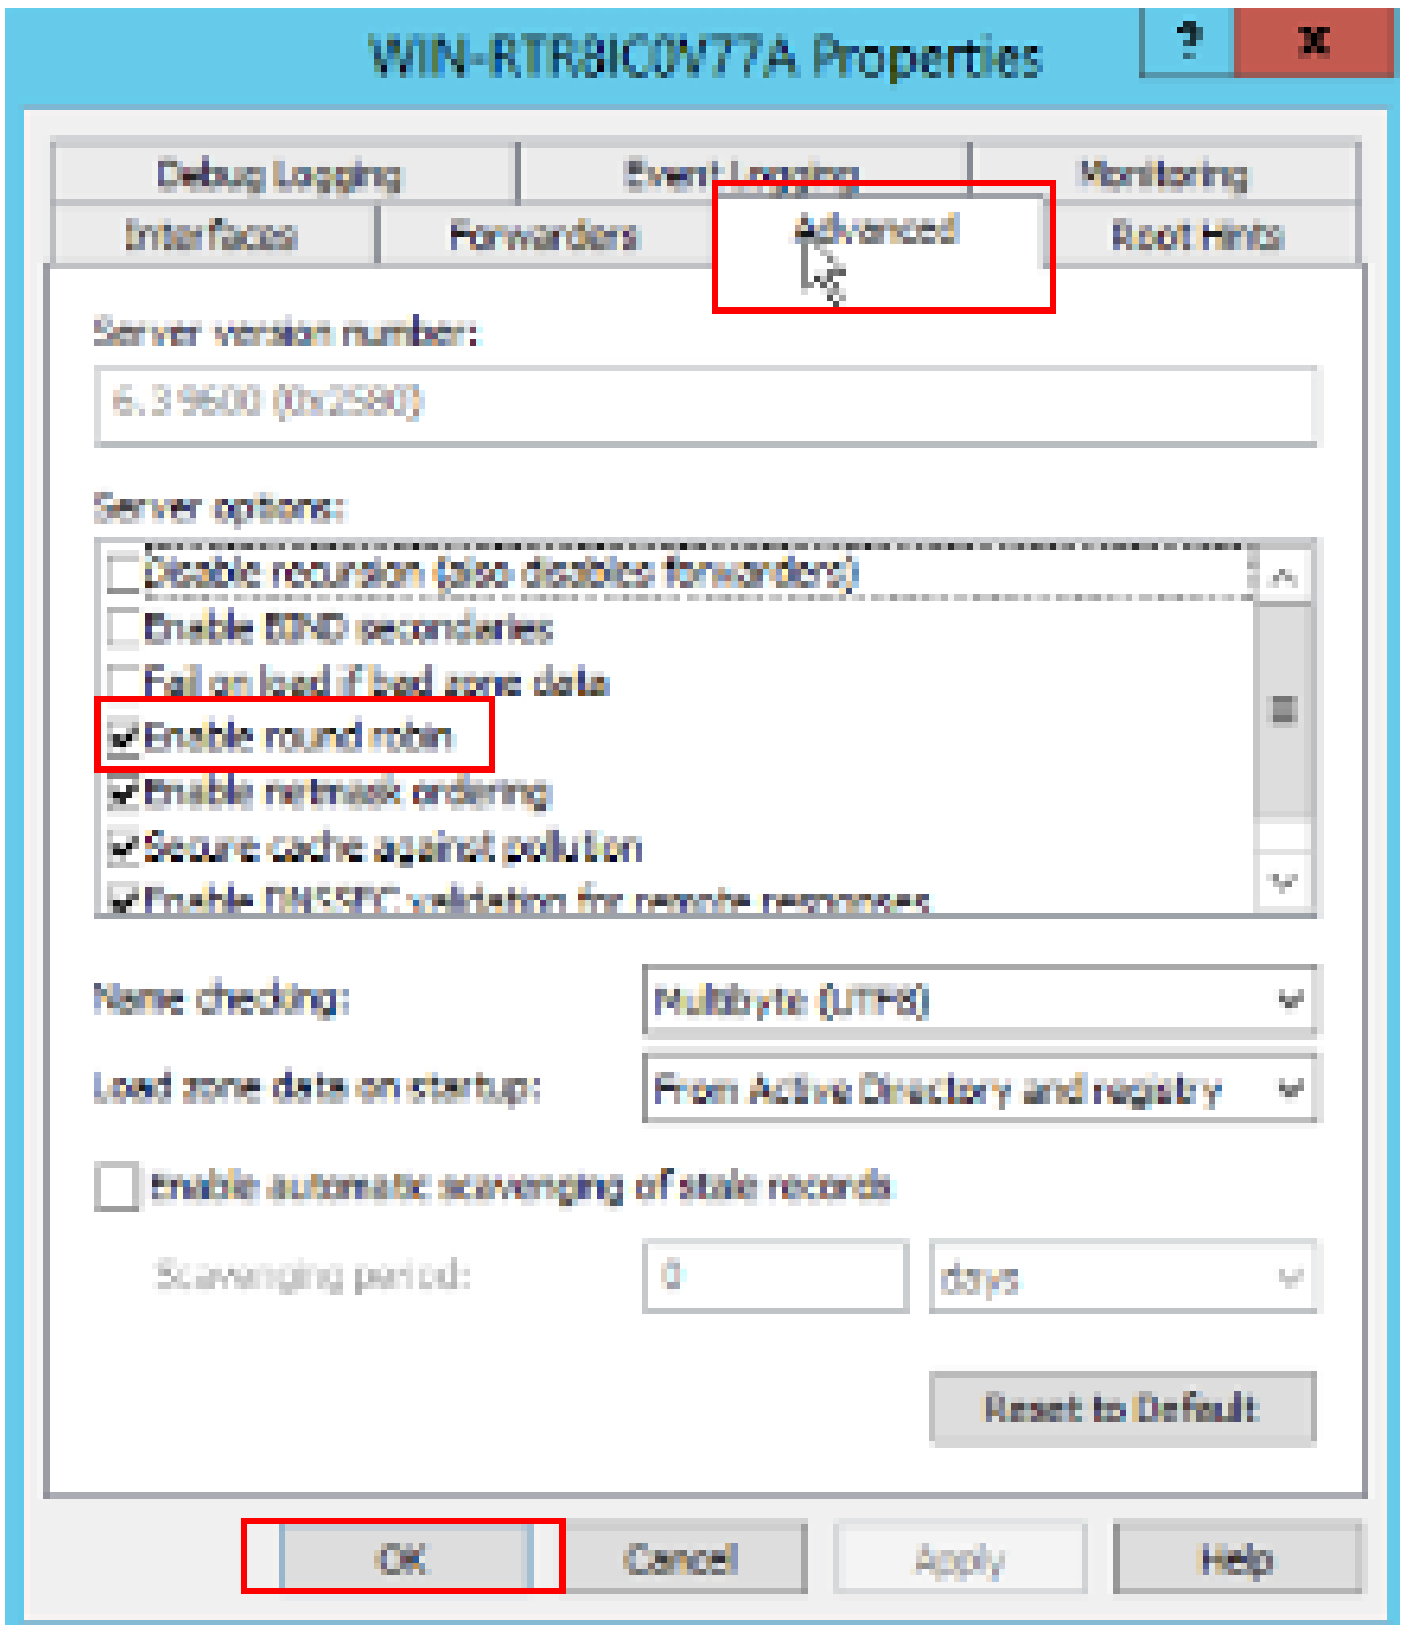 WIN-RTR8IC0V77A Properties
?
x
Debug Logging
Event Logging
Monitoring
Interfaces
Forwarders
Advanced
Root Hints
Server version number:
6.3 9600 (0x2580)
Server options:
Disable recursion (also disables forwarders)
Enable BIND secondaries
Fail on load if bad zone data
Enable round robin
Enable netmask ordering
Secure cache against pollution
Enable DNSSEC validation for remote responses
Name checking:
Multibyte (UTF8)
Load zone data on startup:
From Active Directory and registry
Enable automatic scavenging of stale records
Scavenging period:
0
days
Reset to Default
OK
Cancel
Apply
Help